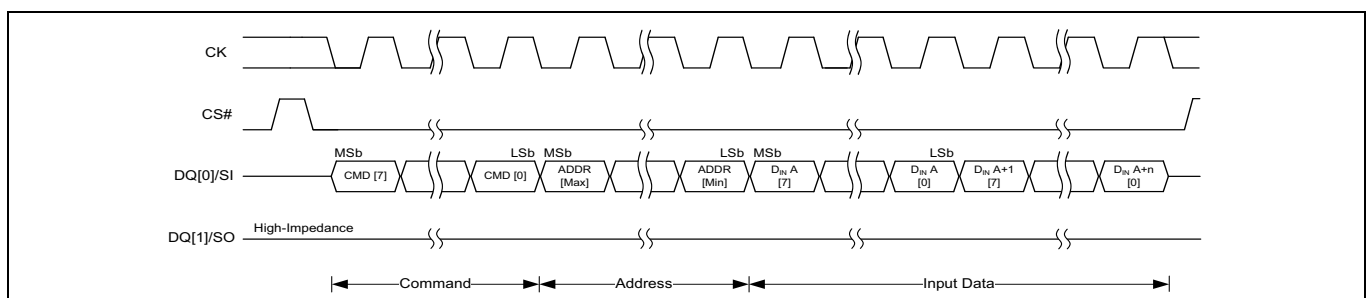 CK
CS#
MSb LSb MSb LSb MSb LSb
DQ[0]/SI CMD [7] CMD [0] ADDR [Max] ADDR [Min] DIN A [7] DIN A [0] DIN A+1 [7] DIN A+n [0]
High-Impedance
DQ[1]/SO
Command Address Input Data